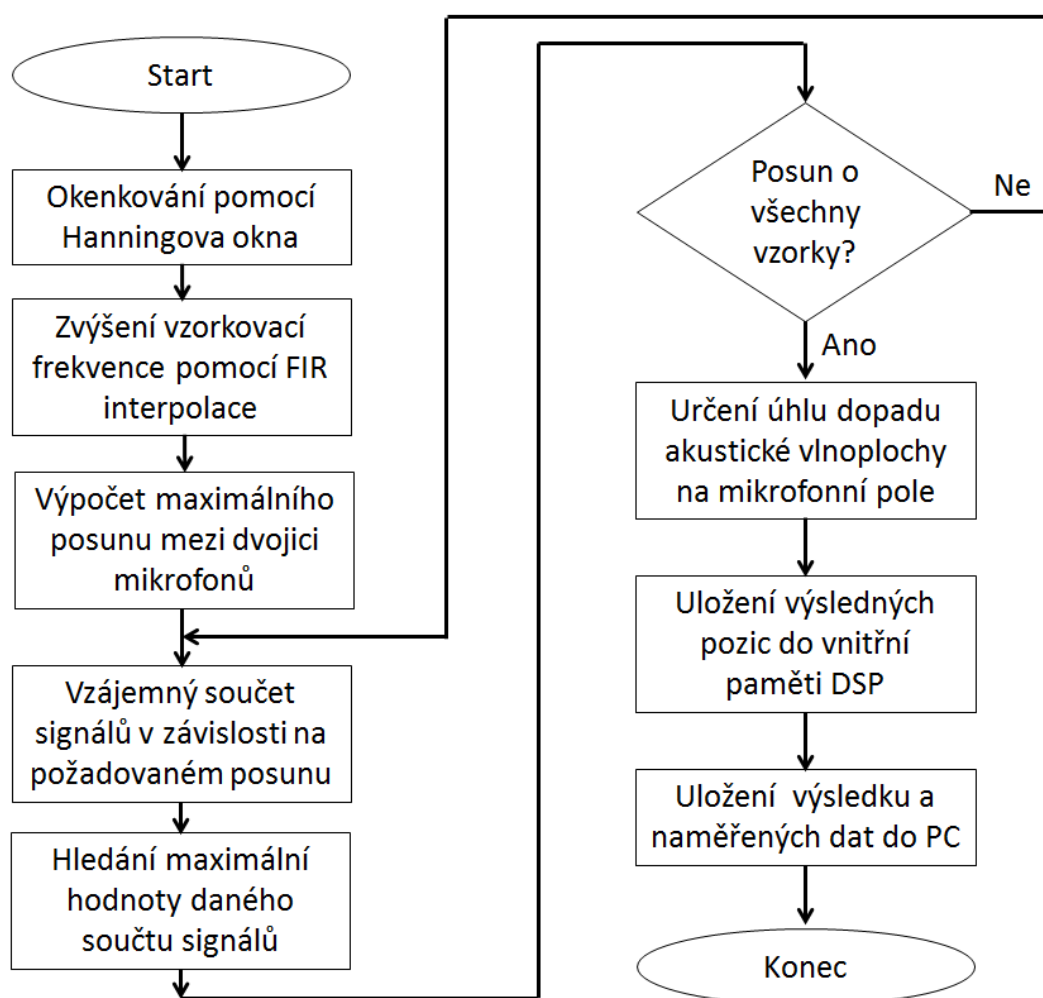 Start
Okenkování pomocí
Hanningova okna
Zvýšení vzorkovací
frekvence pomocí FIR
interpolace
Výpočet maximálního
posunu mezi dvojici
mikrofonů
Vzájemný součet
signálů v závislosti na
požadovaném posunu
Hledání maximální
hodnoty daného
součtu signálů
Posun o
všechny
vzorky?
Ne
Ano
Určení úhlu dopadu
akustické vlnoplochy
na mikrofonní pole
Uložení výsledných
pozic do vnitřní
paměti DSP
Uložení výsledku a
naměřených dat do PC
Konec